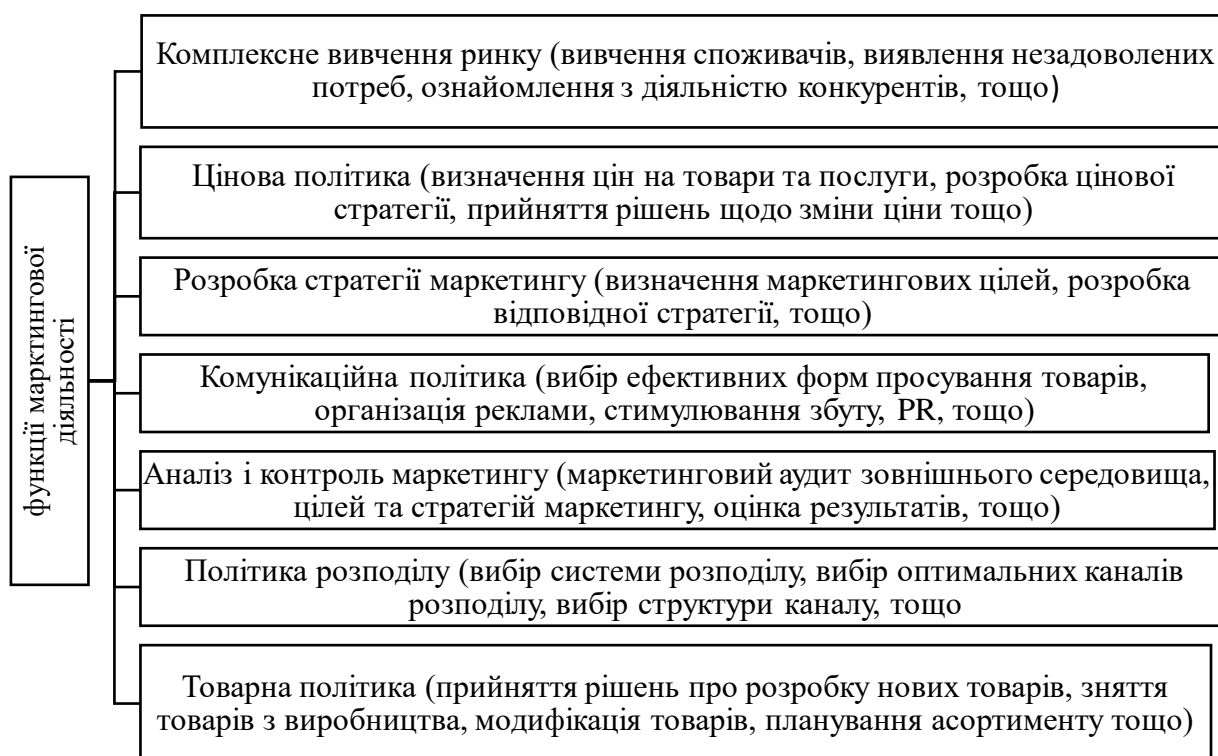 функції марктингової
діяльності
Комплексне вивчення ринку (вивчення споживачів, виявлення незадоволених
потреб, ознайомлення з діяльністю конкурентів, тощо)
Цінова політика (визначення цін на товари та послуги, розробка цінової
стратегії, прийняття рішень щодо зміни ціни тощо)
Розробка стратегії маркетингу (визначення маркетингових цілей, розробка
відповідної стратегії, тощо)
Комунікаційна політика (вибір ефективних форм просування товарів,
організація реклами, стимулювання збуту, PR, тощо)
Аналіз і контроль маркетингу (маркетинговий аудит зовнішнього середовища,
цілей та стратегій маркетингу, оцінка результатів, тощо)
Політика розподілу (вибір системи розподілу, вибір оптимальних каналів
розподілу, вибір структури каналу, тощо
Товарна політика (прийняття рішень про розробку нових товарів, зняття
товарів з виробництва, модифікація товарів, планування асортименту тощо)